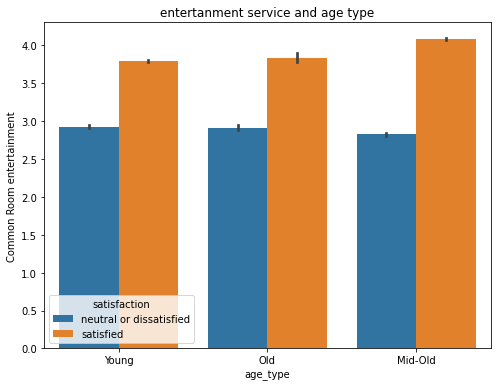 entertanment service and age type
Common Room entertainment
4.0
3.5
3.0
2.5
2.0
1.5
1.0
0.5
0.0
satisfaction
neutral or dissatisfied
satisfied
Young
Old
Mid-Old
age_type